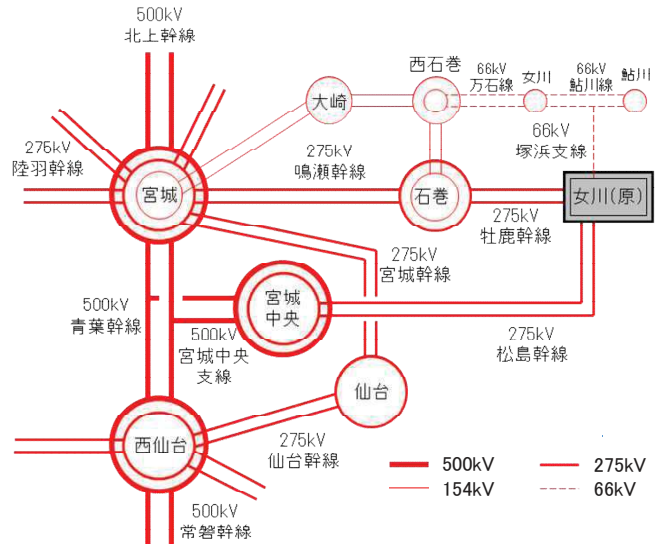 500kV
北上幹線
西石巻
66kV
万石線
女川
66kV
鮎川線
鮎川
大崎
275kV
陸羽幹線
275kV
鳴瀬幹線
66kV
塚浜支線
宮城
石巻
女川(原)
275kV
牡鹿幹線
275kV
宮城幹線
宮城
中央
500kV
青葉幹線
500kV
宮城中央
支線
275kV
松島幹線
仙台
西仙台
275kV
仙台幹線
500kV
常磐幹線
500kV
275kV
154kV
66kV